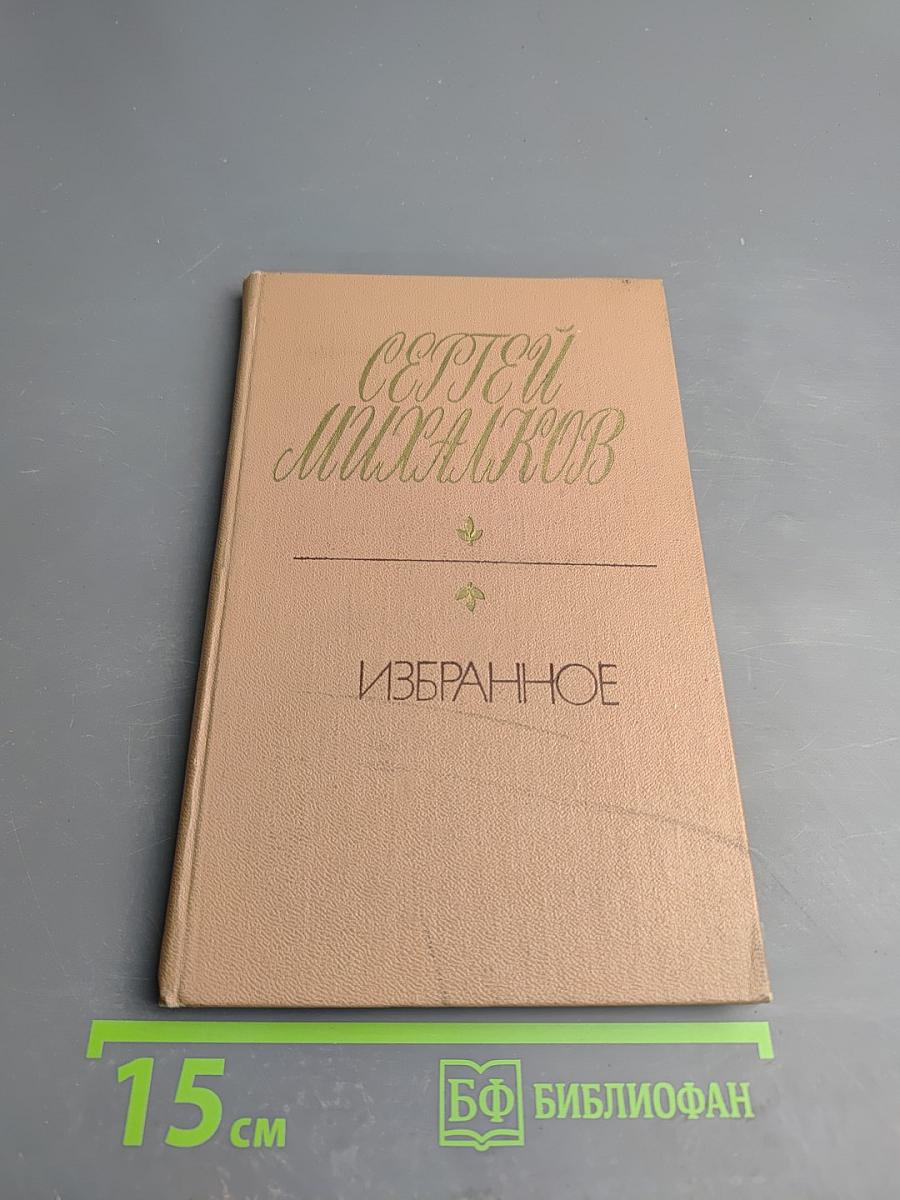 СЕРГЕЙ
МИХАЛКОВ
ИЗБРАННОЕ
15 см
БФ БИБЛИОФАН